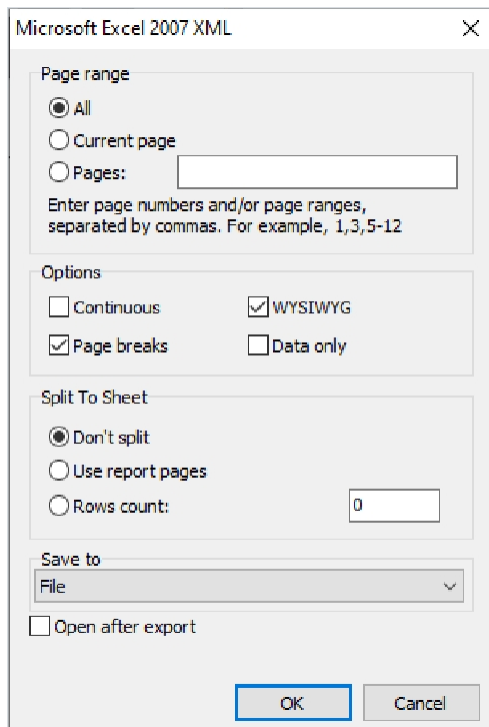 Microsoft Excel 2007 XML
Page range
All
Current page
Pages:
Enter page numbers and/or page ranges,
separated by commas. For example, 1,3,5-12
Options
Continuous
WYSIWYG
Page breaks
Data only
Split To Sheet
Don't split
Use report pages
Rows count:
0
Save to
File
Open after export
OK
Cancel